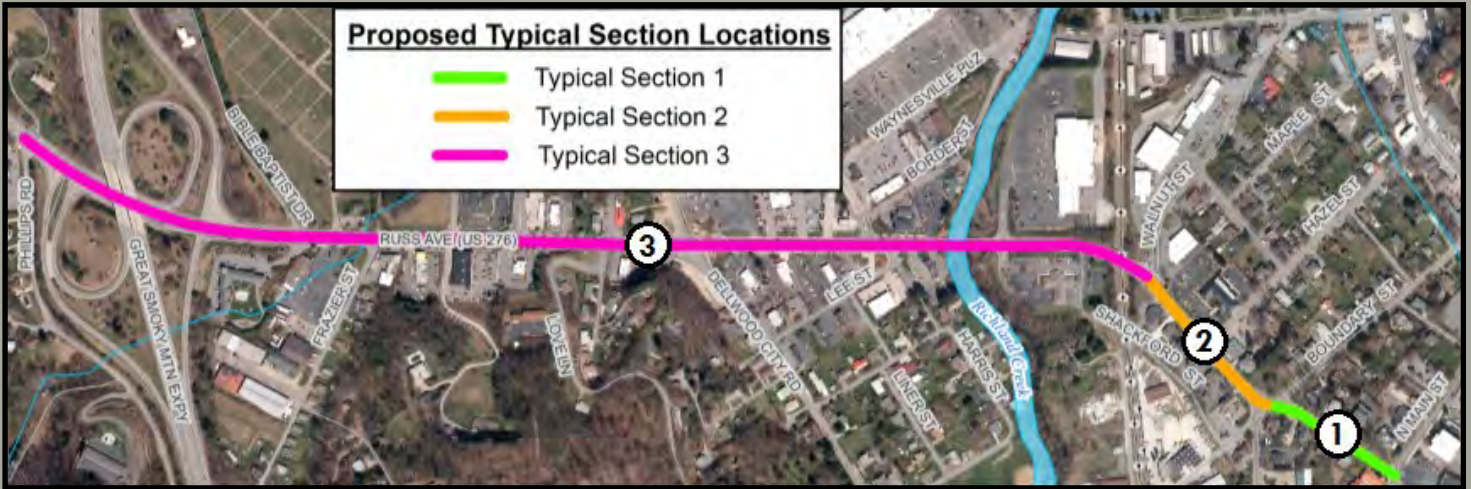 Proposed Typical Section Locations
Typical Section 1
Typical Section 2
Typical Section 3
PHILLIPS RD
GREAT SMOKY MTN EXPY
BIBLE BAPTIST DR
FRAZIER ST
RUSS AVE (US 276)
LOVE LN
3
DELLWOOD CITY RD
WAYNESVILLE PLZ
BORDER ST
LEE ST
LINER ST
HARRIS ST
Richland Creek
WALNUT ST
SHACKFORD ST
2
MAPLE ST
HAZEL ST
BOUNDARY ST
1
N MAIN ST